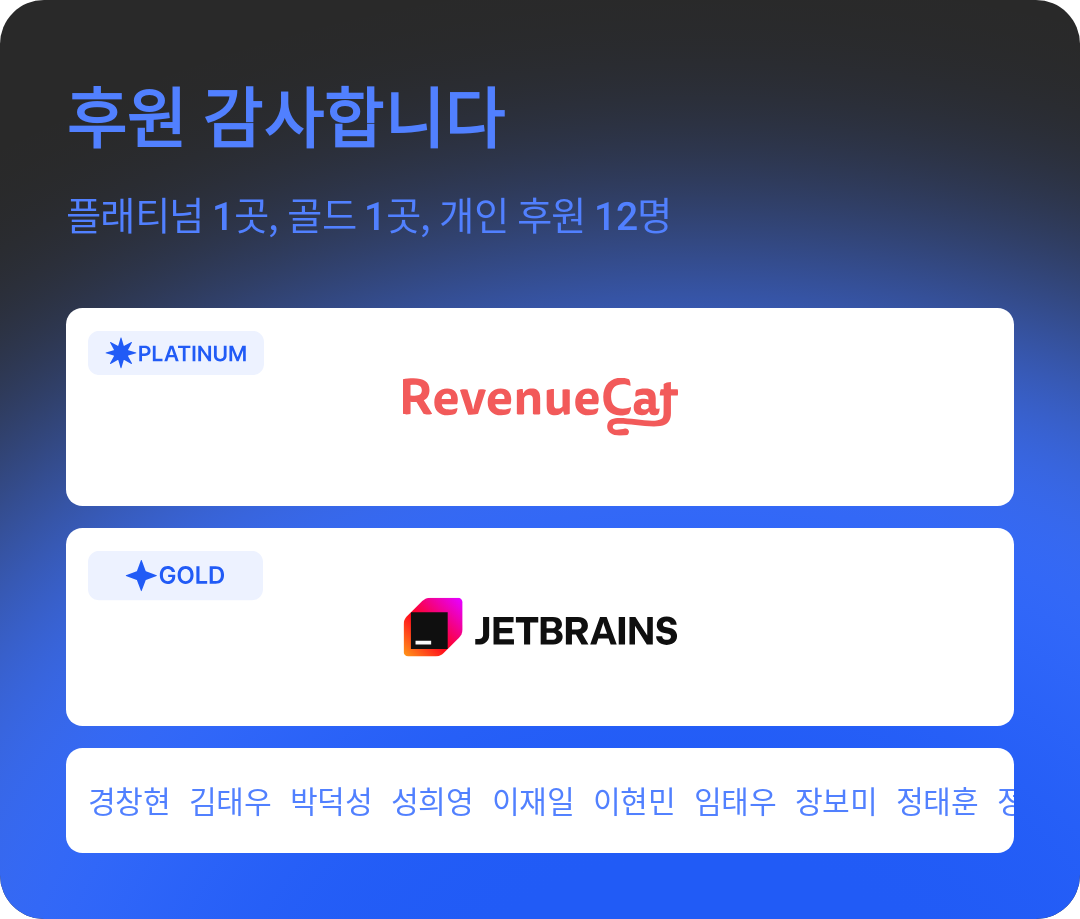 후원 감사합니다
플래티넘 1곳, 골드 1곳, 개인 후원 12명
PLATINUM
RevenueCat
GOLD
JETBRAINS
경창현 김태우 박덕성 성희영 이재일 이현민 임태우 장보미 정태훈